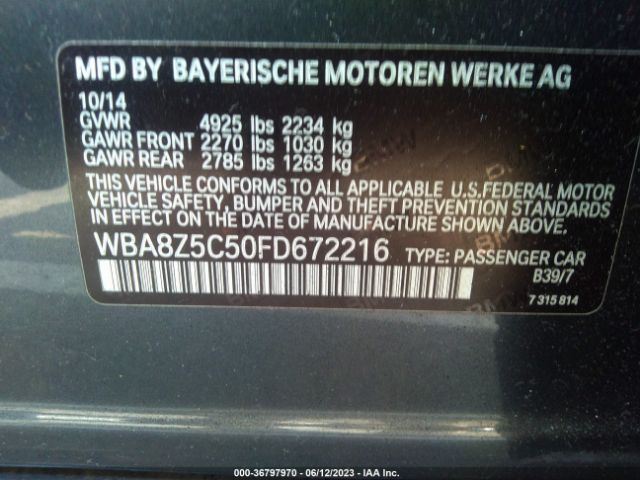 MFD BY BAYERISCHE MOTOREN WERKE AG
10/14
GVWR 4925 lbs 2234 kg
GAWR FRONT 2270 lbs 1030 kg
GAWR REAR 2785 lbs 1263 kg
THIS VEHICLE CONFORMS TO ALL APPLICABLE U.S.FEDERAL MOTOR
VEHICLE SAFETY, BUMPER, AND THEFT PREVENTION STANDARDS
IN EFFECT ON THE DATE OF MANUFACTURE SHOWN ABOVE.
WBA8Z5C50FD672216 TYPE: PASSENGER CAR
B39/7
7 315 814
000-36797970 - 06/12/2023 - IAA Inc.